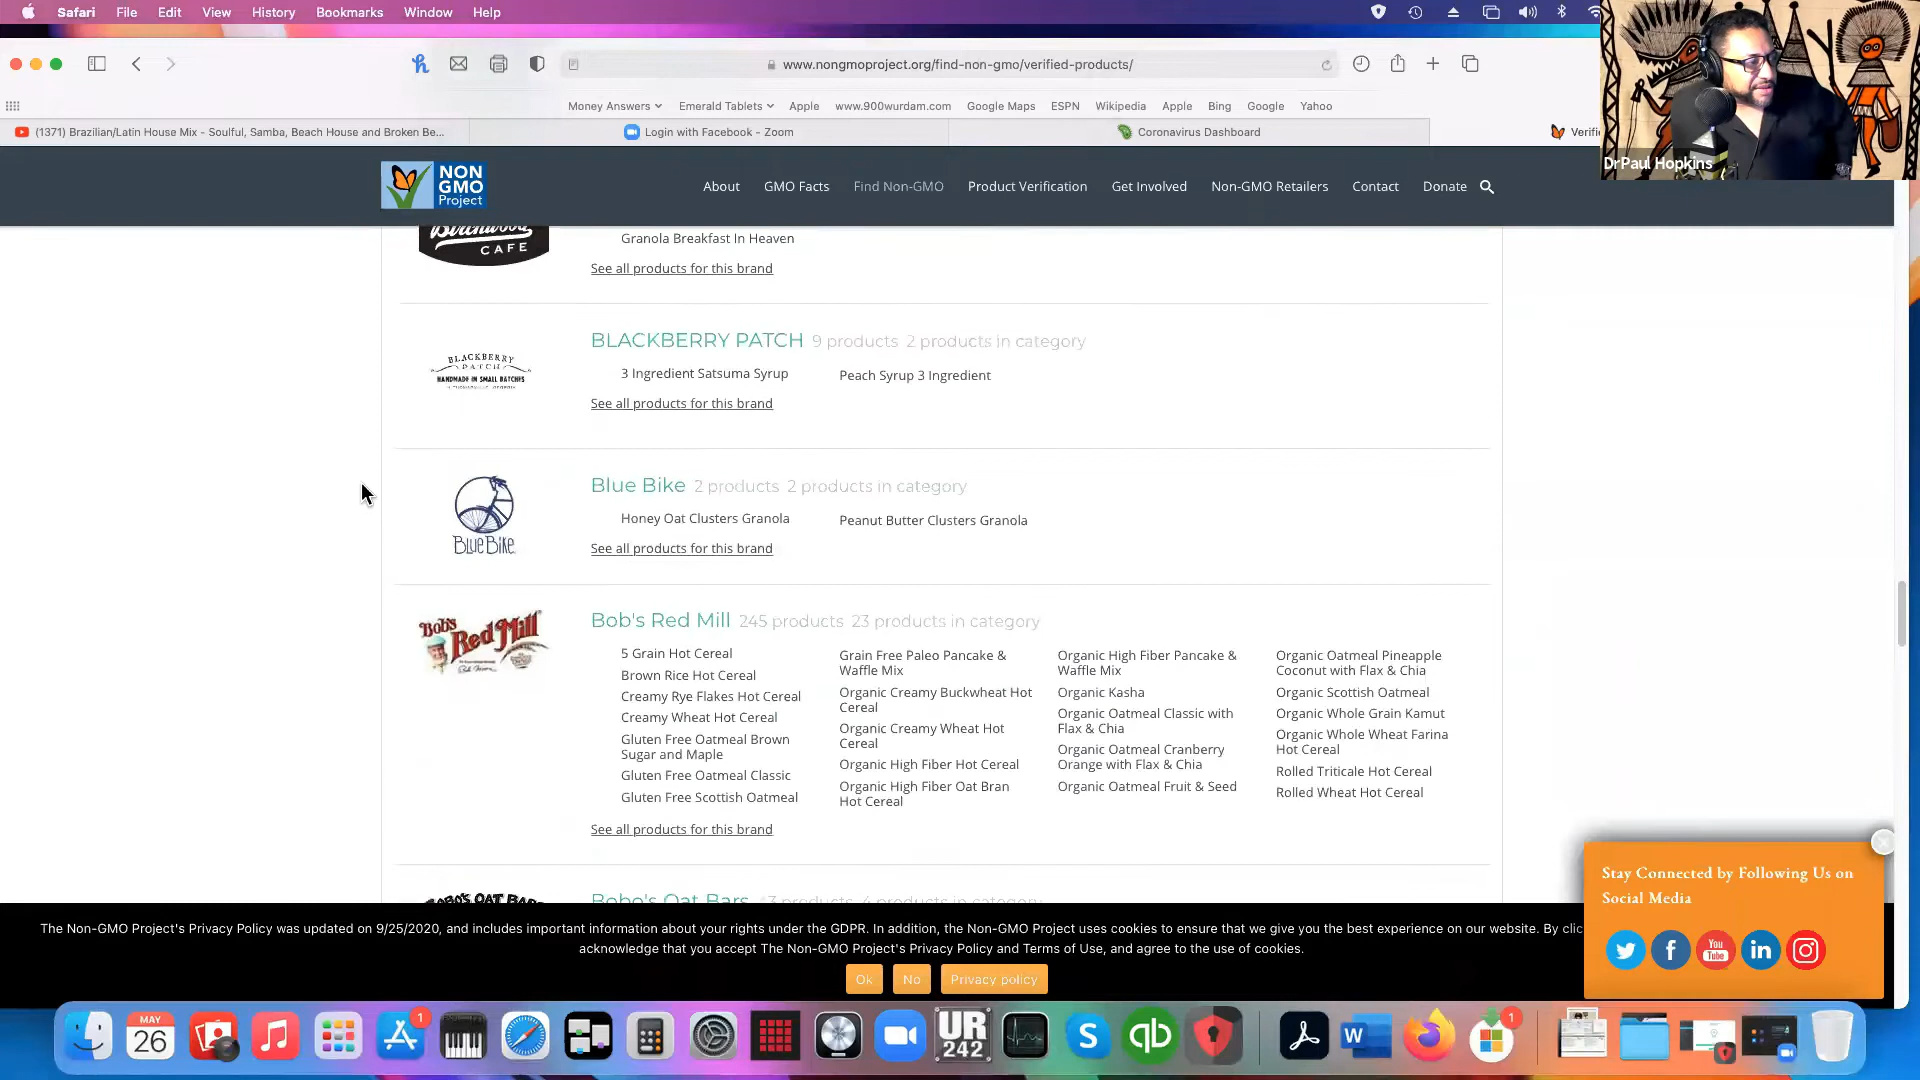 Safari File Edit View History Bookmarks Window Help
www.nongmoproject.org/find-non-gmo/verified-products/
Money Answers Emerald Tablets Apple www.900wurdam.com Google Maps ESPN Wikipedia Apple Bing Google Yahoo
(1371) Brazilian/Latin House Mix - Soulful, Samba, Beach House and Broken Be... Login with Facebook - Zoom Coronavirus Dashboard Verifi
DrPaul Hopkins
NON
GMO
Project
About GMO Facts Find Non-GMO Product Verification Get Involved Non-GMO Retailers Contact Donate
CAFE
Granola Breakfast In Heaven
See all products for this brand
BLACKBERRY
PATCH
HANDMADE IN SMALL BATCHES
BLACKBERRY PATCH 9 products 2 products in category
3 Ingredient Satsuma Syrup Peach Syrup 3 Ingredient
See all products for this brand
BLUE BIKE
Blue Bike 2 products 2 products in category
Honey Oat Clusters Granola Peanut Butter Clusters Granola
See all products for this brand
Bob's Red Mill
Bob's Red Mill 245 products 23 products in category
5 Grain Hot Cereal
Brown Rice Hot Cereal
Creamy Rye Flakes Hot Cereal
Creamy Wheat Hot Cereal
Gluten Free Oatmeal Brown
Sugar and Maple
Gluten Free Oatmeal Classic
Gluten Free Scottish Oatmeal
Grain Free Paleo Pancake &
Waffle Mix
Organic Creamy Buckwheat Hot
Cereal
Organic Creamy Wheat Hot
Cereal
Organic High Fiber Hot Cereal
Organic High Fiber Oat Bran
Hot Cereal
Organic High Fiber Pancake &
Waffle Mix
Organic Kasha
Organic Oatmeal Classic with
Flax & Chia
Organic Oatmeal Cranberry
Orange with Flax & Chia
Organic Oatmeal Fruit & Seed
Organic Oatmeal Pineapple
Coconut with Flax & Chia
Organic Scottish Oatmeal
Organic Whole Grain Kamut
Organic Whole Wheat Farina
Hot Cereal
Rolled Triticale Hot Cereal
Rolled Wheat Hot Cereal
See all products for this brand
Bobo's Oat Bars products 4 products in category
The Non-GMO Project's Privacy Policy was updated on 9/25/2020, and includes important information about your rights under the GDPR. In addition, the Non-GMO Project uses cookies to ensure that we give you the best experience on our website. By clic
acknowledge that you accept The Non-GMO Project's Privacy Policy and Terms of Use, and agree to the use of cookies.
Ok No Privacy policy
Stay Connected by Following Us on
Social Media
You
Tube
MAY
26
1
UR
242
1